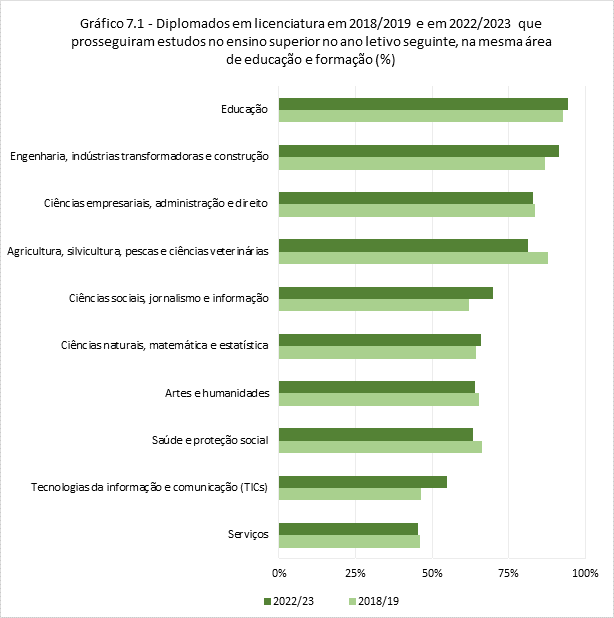 Gráfico 7.1 - Diplomados em licenciatura em 2018/2019 e em 2022/2023 que
prosseguiram estudos no ensino superior no ano letivo seguinte, na mesma área
de educação e formação (%)
Educação
Engenharia, indústrias transformadoras e construção
Ciências empresariais, administração e direito
Agricultura, silvicultura, pescas e ciências veterinárias
Ciências sociais, jornalismo e informação
Ciências naturais, matemática e estatística
Artes e humanidades
Saúde e proteção social
Tecnologias da informação e comunicação (TICs)
Serviços
0% 25% 50% 75% 100%
2022/23 2018/19